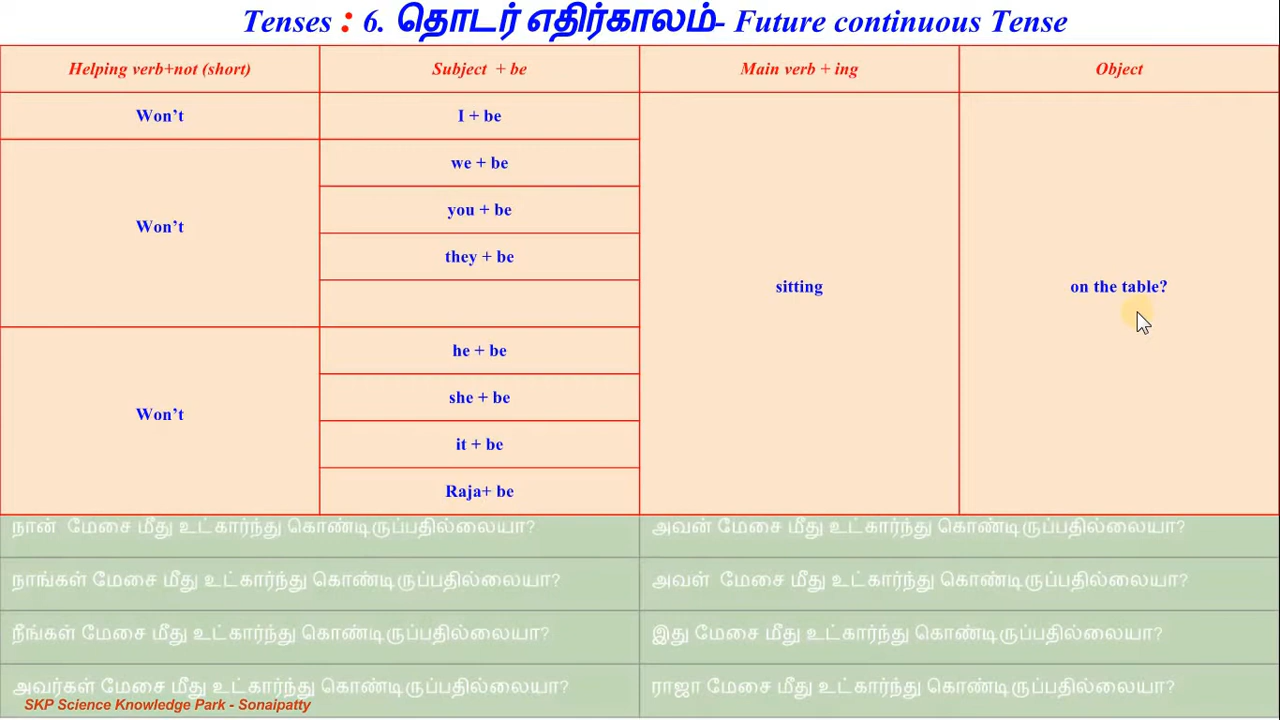 Tenses : 6. தொடர் எதிர்காலம்- Future continuous Tense
Helping verb+not (short) Subject + be Main verb + ing Object
Won’t I + be
we + be
you + be
Won’t
they + be
sitting on the table?
he + be
she + be
Won’t
it + be
Raja+ be
நான் மேசை மீது உட்கார்ந்து கொண்டிருப்பதில்லையா? அவன் மேசை மீது உட்கார்ந்து கொண்டிருப்பதில்லையா?
நாங்கள் மேசை மீது உட்கார்ந்து கொண்டிருப்பதில்லையா? அவள் மேசை மீது உட்கார்ந்து கொண்டிருப்பதில்லையா?
நீங்கள் மேசை மீது உட்கார்ந்து கொண்டிருப்பதில்லையா? இது மேசை மீது உட்கார்ந்து கொண்டிருப்பதில்லையா?
அவர்கள் மேசை மீது உட்கார்ந்து கொண்டிருப்பதில்லையா? ராஜா மேசை மீது உட்கார்ந்து கொண்டிருப்பதில்லையா?
SKP Science Knowledge Park - Sonaipatty